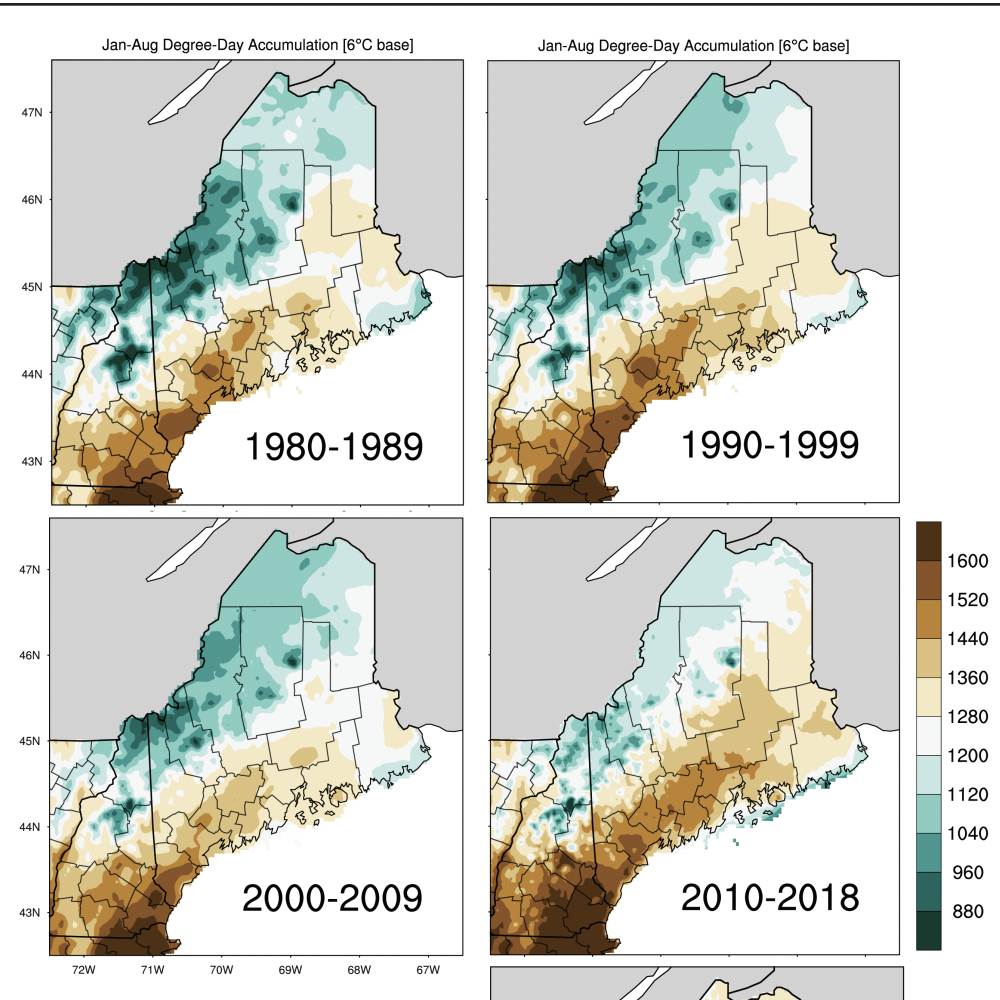 Jan-Aug Degree-Day Accumulation [6°C base]
Jan-Aug Degree-Day Accumulation [6°C base]
47N
46N
45N
44N
43N
1980-1989
1990-1999
47N
46N
45N
44N
43N
2000-2009
2010-2018
72W 71W 70W 69W 68W 67W
1600
1520
1440
1360
1280
1200
1120
1040
960
880